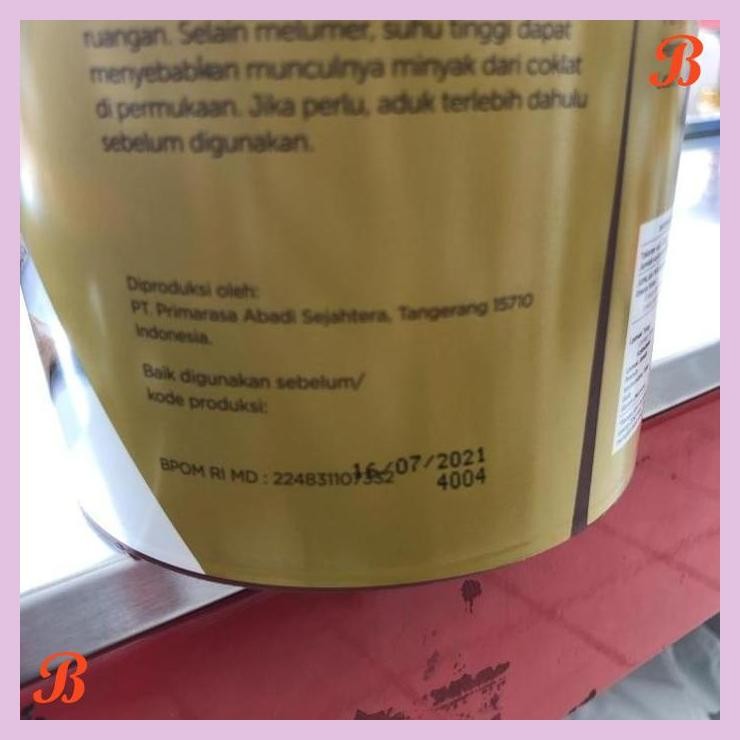 B
ruangan. Selain melumer, suhu tinggi dapat
menyebabkan munculnya minyak dari coklat
di permukaan. Jika perlu, aduk terlebih dahulu
sebelum digunakan.
Diproduksi oleh:
PT. Primarasa Abadi Sejahtera, Tangerang 15710
Indonesia.
Baik digunakan sebelum/
kode produksi:
BPOM RI MD : 224831107332
16/07/2021
4004
B